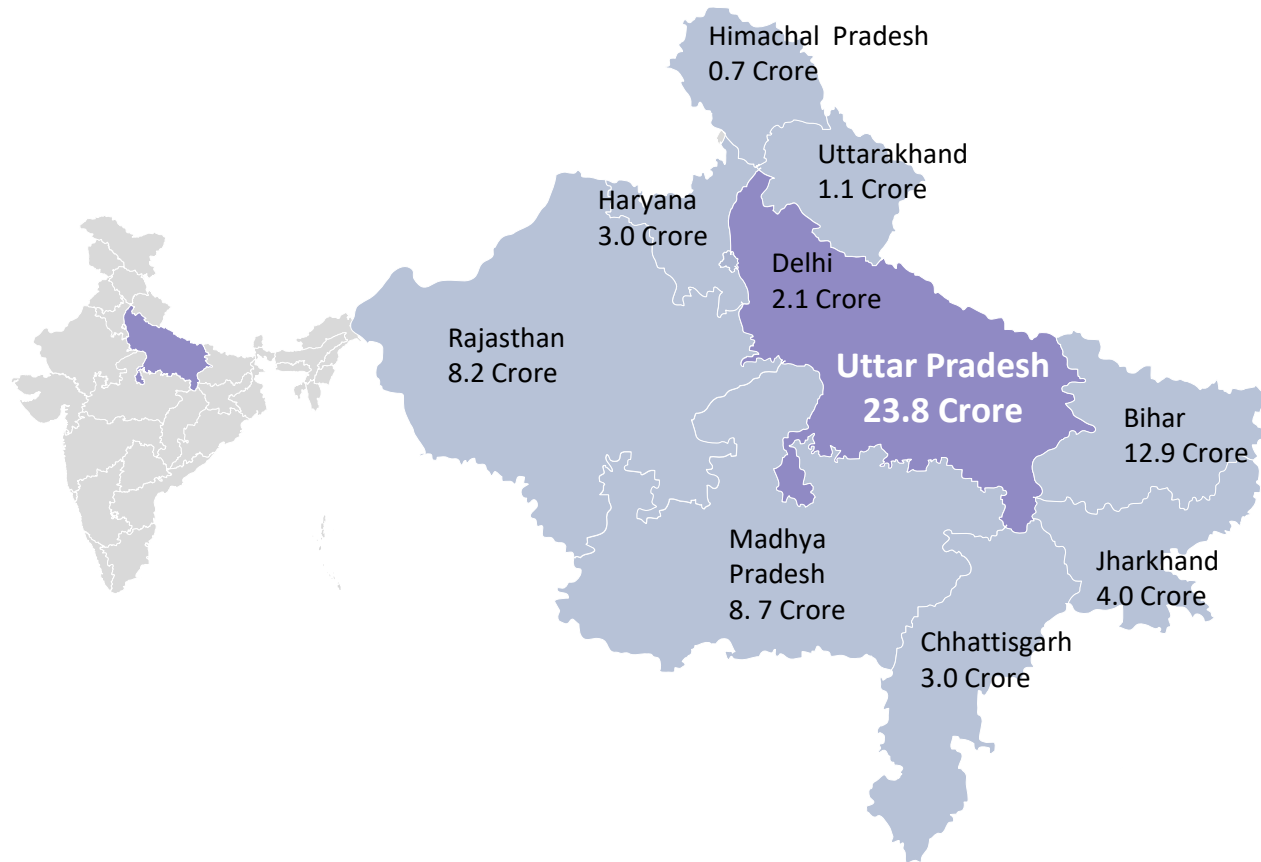 Himachal Pradesh
0.7 Crore
Uttarakhand
1.1 Crore
Haryana
3.0 Crore
Delhi
2.1 Crore
Rajasthan
8.2 Crore
Uttar Pradesh
23.8 Crore
Bihar
12.9 Crore
Madhya
Pradesh
8. 7 Crore
Jharkhand
4.0 Crore
Chhattisgarh
3.0 Crore